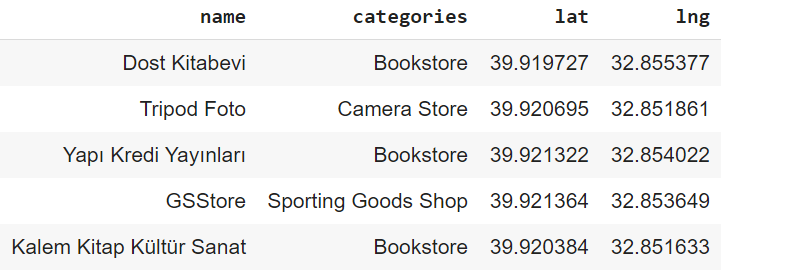 name categories lat lng
Dost Kitabevi Bookstore 39.919727 32.855377
Tripod Foto Camera Store 39.920695 32.851861
Yapı Kredi Yayınları Bookstore 39.921322 32.854022
GSStore Sporting Goods Shop 39.921364 32.853649
Kalem Kitap Kültür Sanat Bookstore 39.920384 32.851633